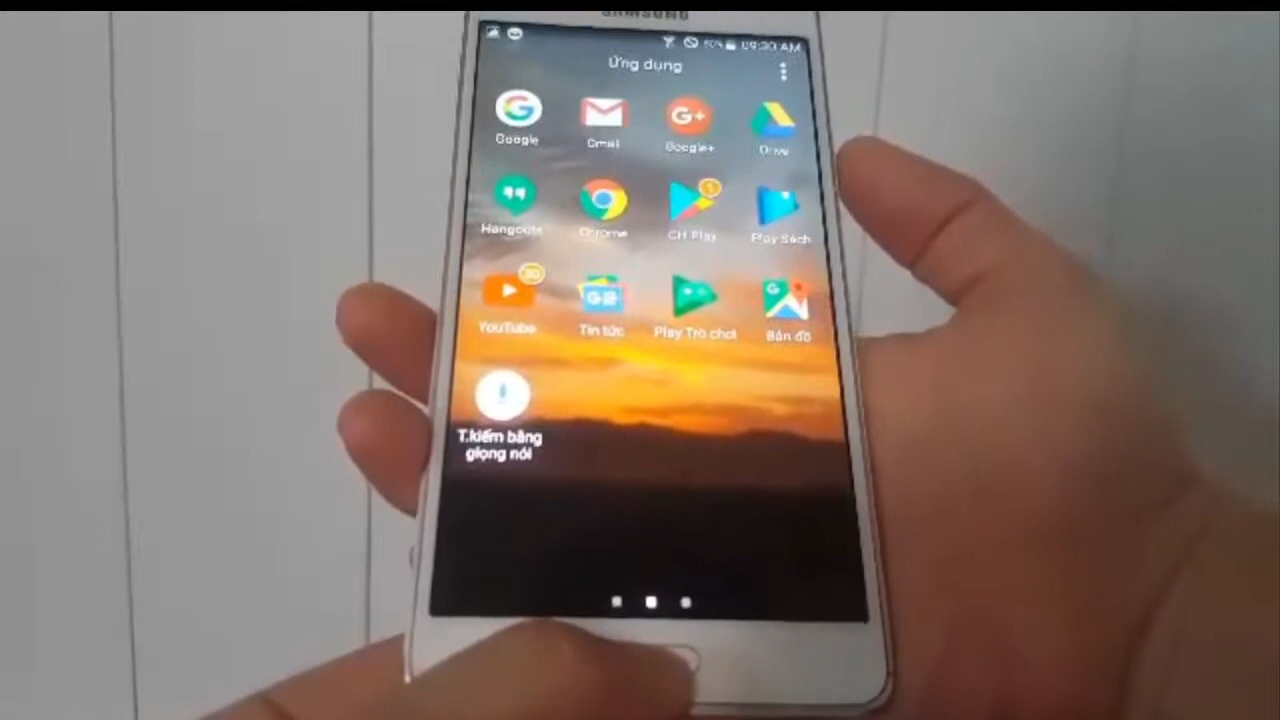 SAMSUNG
60% 09:30 AM
Ứng dụng
Google
Gmail
Google+
Drive
Hangouts
Chrome
CH Play
Play Sách
YouTube
Tin tức
Play Trò chơi
Bản đồ
T.kiếm bằng
giọng nói